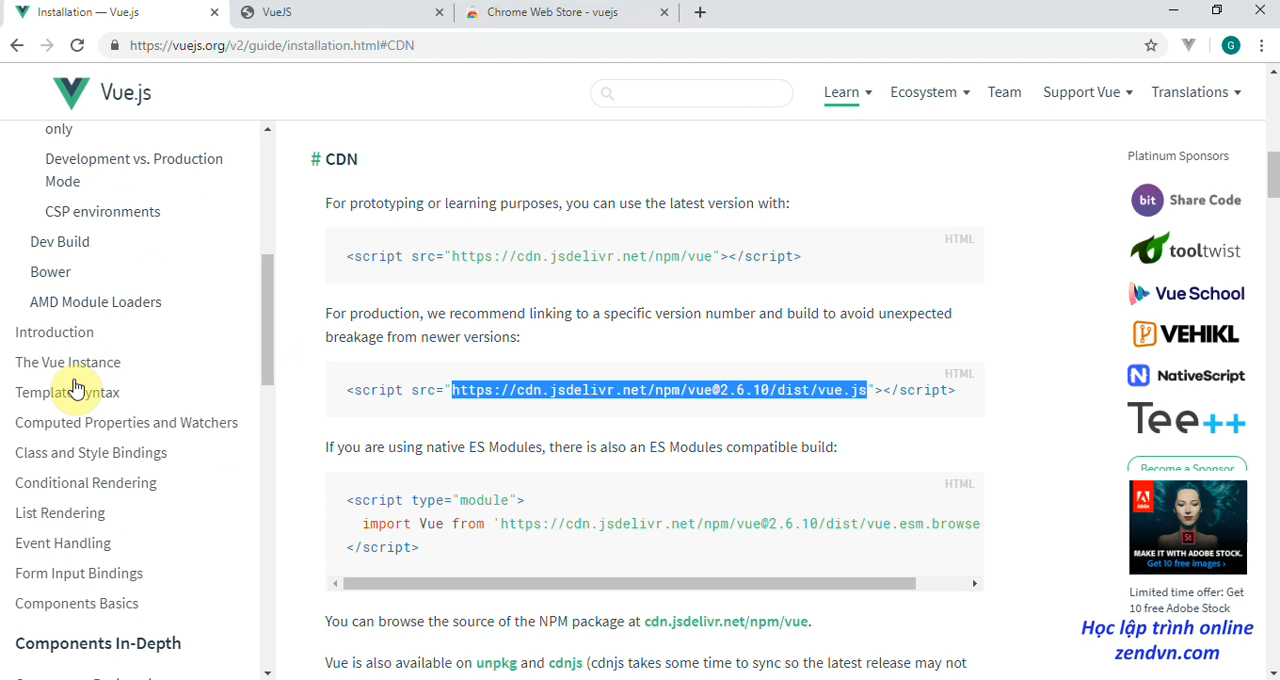 Installation — Vue.js
VueJS
Chrome Web Store - vuejs
https://vuejs.org/v2/guide/installation.html#CDN
G
Vue.js
Learn
Ecosystem
Team
Support Vue
Translations
only
Development vs. Production
Mode
CSP environments
Dev Build
Bower
AMD Module Loaders
Introduction
The Vue Instance
Template Syntax
Computed Properties and Watchers
Class and Style Bindings
Conditional Rendering
List Rendering
Event Handling
Form Input Bindings
Components Basics
Components In-Depth
# CDN
For prototyping or learning purposes, you can use the latest version with:
HTML
<script src="https://cdn.jsdelivr.net/npm/vue"></script>
For production, we recommend linking to a specific version number and build to avoid unexpected
breakage from newer versions:
HTML
<script src="https://cdn.jsdelivr.net/npm/vue@2.6.10/dist/vue.js"></script>
If you are using native ES Modules, there is also an ES Modules compatible build:
HTML
<script type="module">
import Vue from 'https://cdn.jsdelivr.net/npm/vue@2.6.10/dist/vue.esm.browse
</script>
You can browse the source of the NPM package at cdn.jsdelivr.net/npm/vue.
Vue is also available on unpkg and cdnjs (cdnjs takes some time to sync so the latest release may not
Platinum Sponsors
bit Share Code
tooltwist
Vue School
VEHIKL
NativeScript
Tee++
Become a Sponsor
Adobe
St
MAKE IT WITH ADOBE STOCK.
Get 10 free images ›
Limited time offer: Get
10 free Adobe Stock
Học lập trình online
zendvn.com